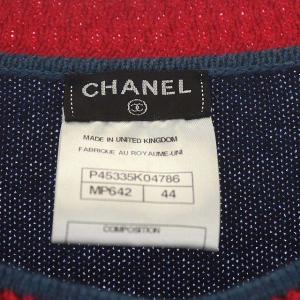 CHANEL
MADE IN UNITED KINGDOM
FABRIQUE AU ROYAUME-UNI
P45335K04786
MP642 44
COMPOSITION